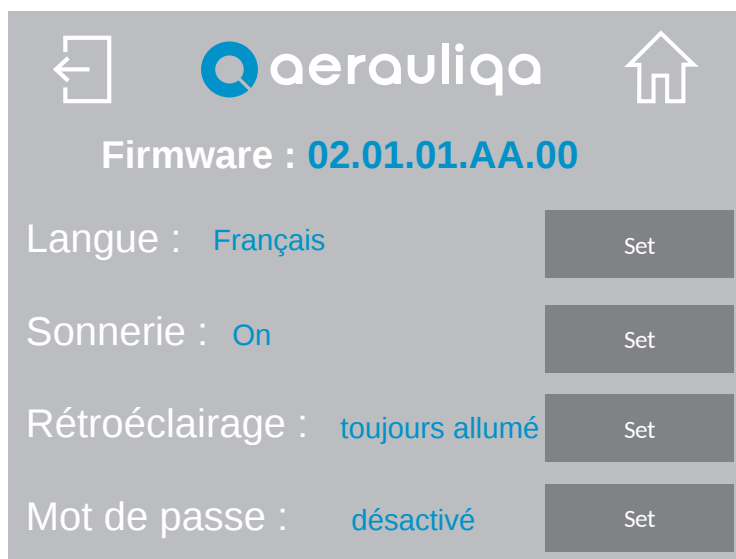 aerauliqa
Firmware : 02.01.01.AA.00
Langue : Français Set
Sonnerie : On Set
Rétroéclairage : toujours allumé Set
Mot de passe : désactivé Set